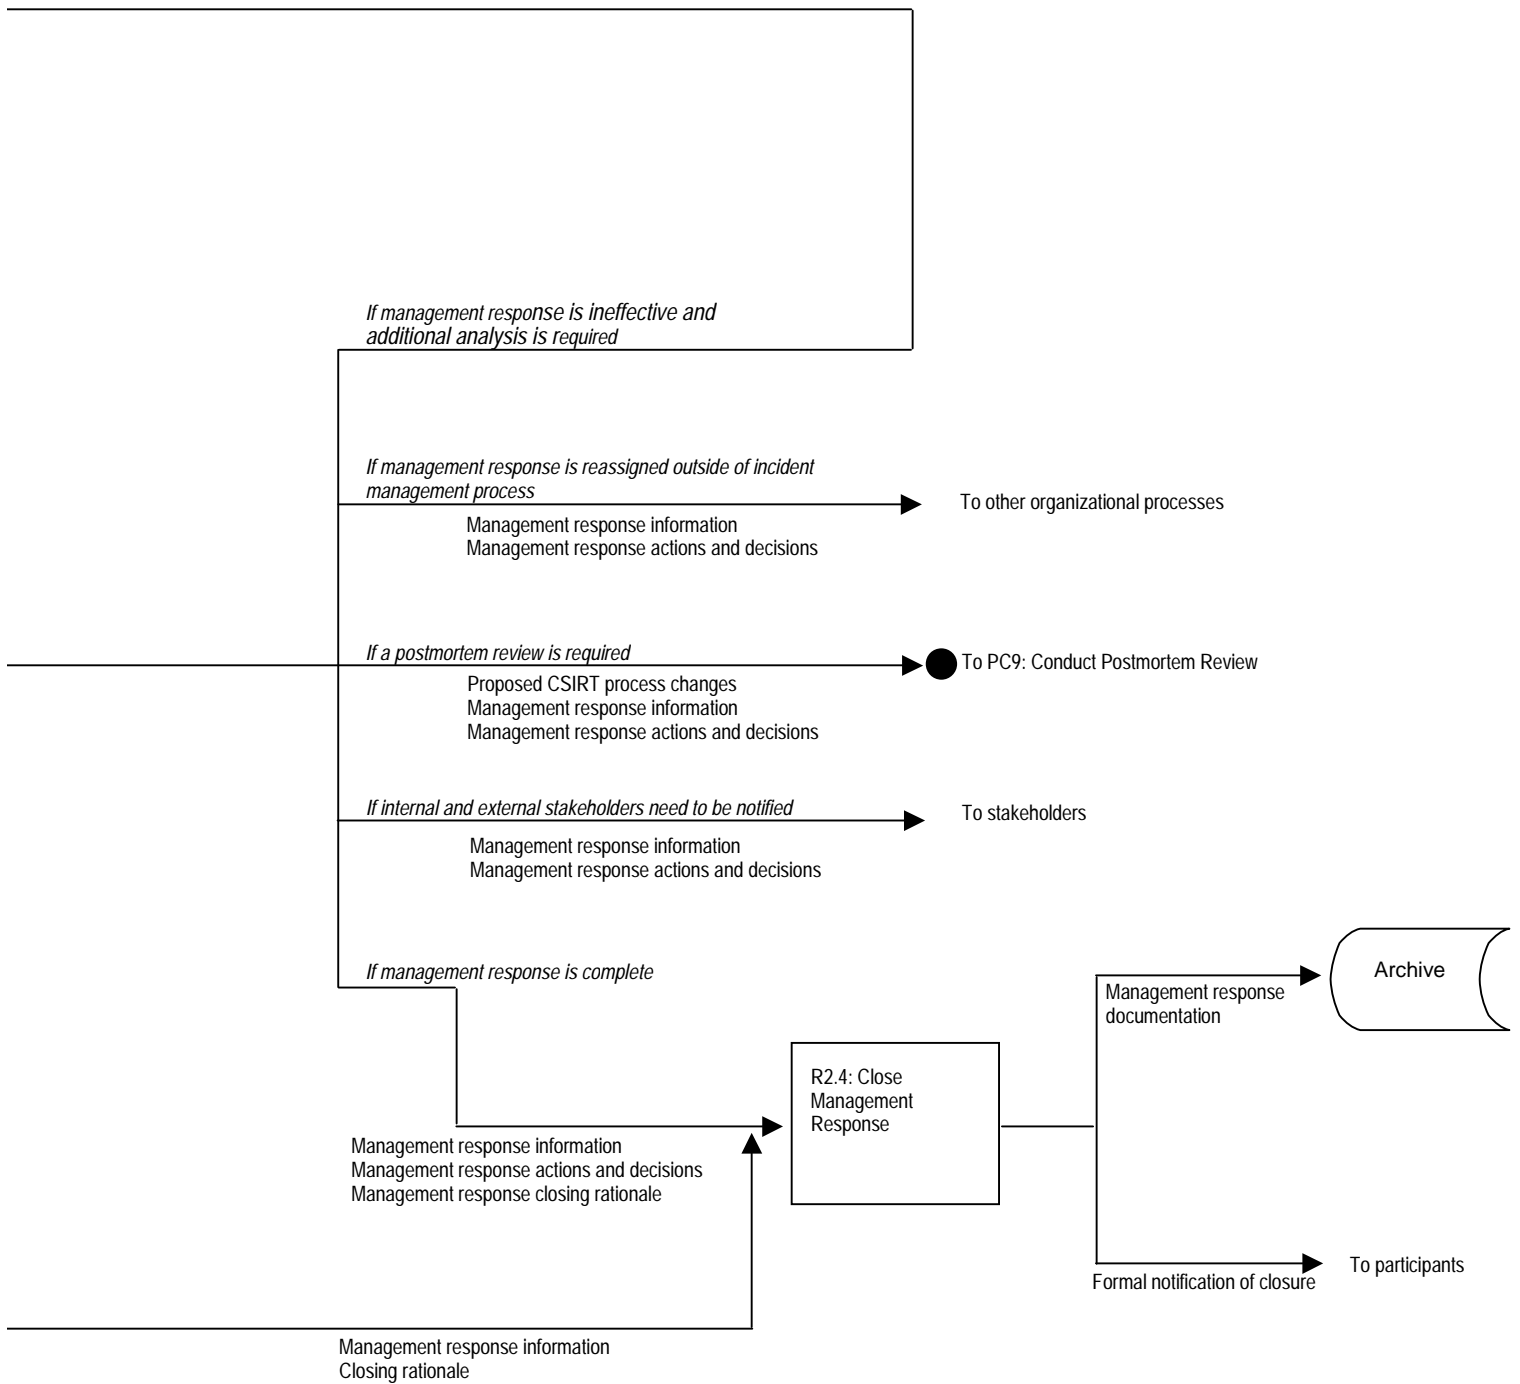 If management response is ineffective and
additional analysis is required
If management response is reassigned outside of incident
management process
To other organizational processes
Management response information
Management response actions and decisions
If a postmortem review is required
To PC9: Conduct Postmortem Review
Proposed CSIRT process changes
Management response information
Management response actions and decisions
If internal and external stakeholders need to be notified
To stakeholders
Management response information
Management response actions and decisions
If management response is complete
Archive
Management response
documentation
R2.4: Close
Management
Response
Management response information
Management response actions and decisions
Management response closing rationale
To participants
Formal notification of closure
Management response information
Closing rationale